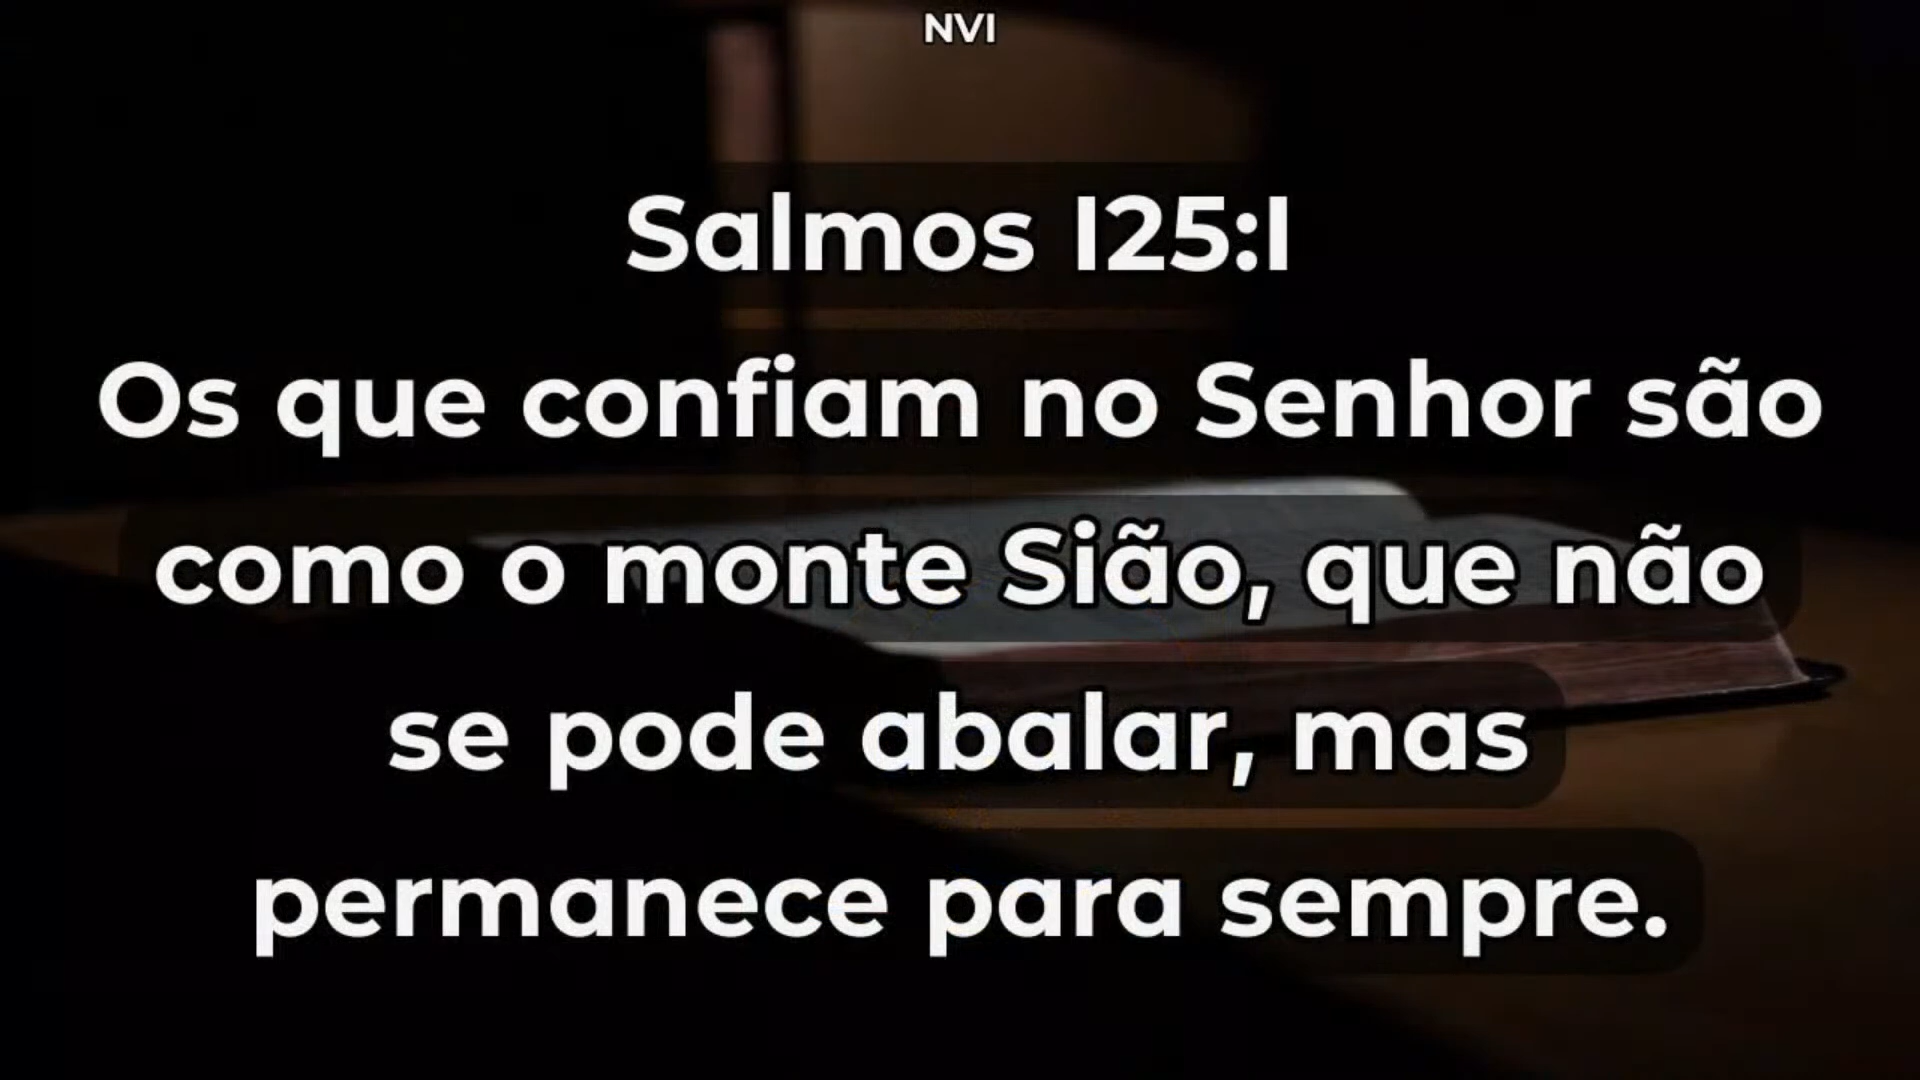 NVI
Salmos 125:1
Os que confiam no Senhor são
como o monte Sião, que não
se pode abalar, mas
permanece para sempre.